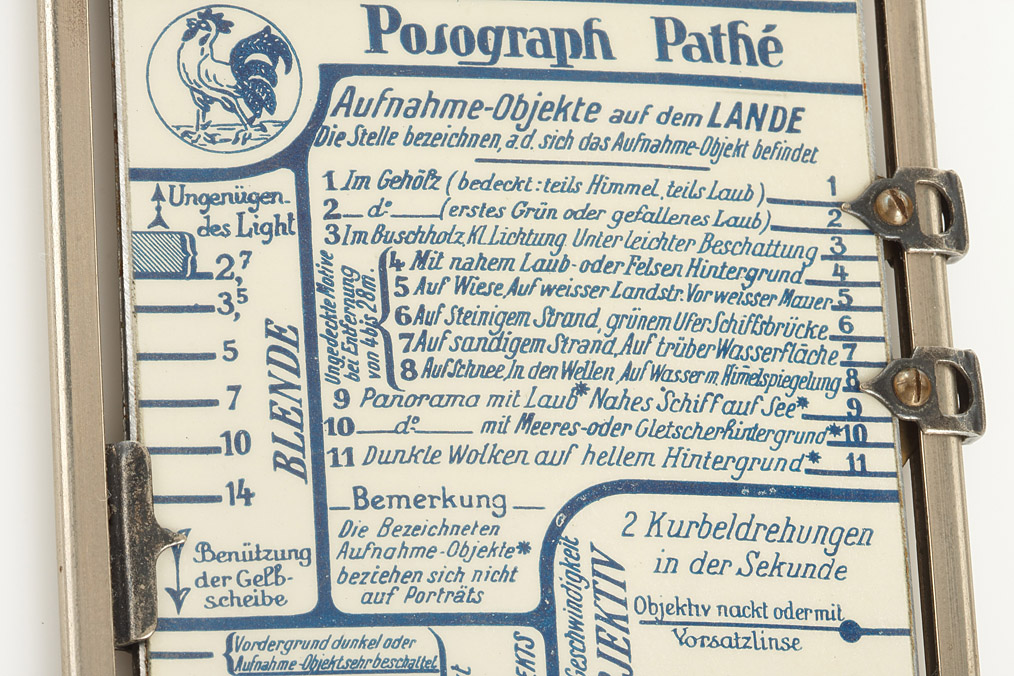 Posograph Pathé
Aufnahme-Objekte auf dem LANDE
Die Stelle bezeichnen, a.d. sich das Aufnahme-Objekt befindet
1 Im Gehölz (bedeckt: teils Himmel, teils Laub) 1
2 dº (erstes Grün oder gefallenes Laub) 2
3 Im Buschholz, Kl. Lichtung. Unter leichter Beschattung 3
Ungedeckte Motive
bei Entfernung
von 4 bis 28 m.
4 Mit nahem Laub- oder Felsen Hintergrund 4
5 Auf Wiese, Auf weisser Landstr. Vor weisser Mauer 5
6 Auf Steinigem Strand, grünem Ufer Schiffsbrücke 6
7 Auf sandigem Strand, Auf trüber Wasserfläche 7
8 Auf Schnee, In den Wellen, Auf Wasser m. Himelspiegelung 8
9 Panorama mit Laub* Nahes Schiff auf See* 9
10 dº mit Meeres- oder Gletscherhintergrund* 10
11 Dunkle Wolken auf hellem Hintergrund* 11
Ungenügen-
des Light
2,7
3,5
5
7
10
14
BLENDE
Benützung
der Gelb-
scheibe
Bemerkung
Die Bezeichneten
Aufnahme-Objekte*
beziehen sich nicht
auf Porträts
2 Kurbeldrehungen
in der Sekunde
Objektiv nackt oder mit
Vorsatzlinse
Geschwindigkeit
Vordergrund dunkel oder
Aufnahme-Objekt sehr beschattet